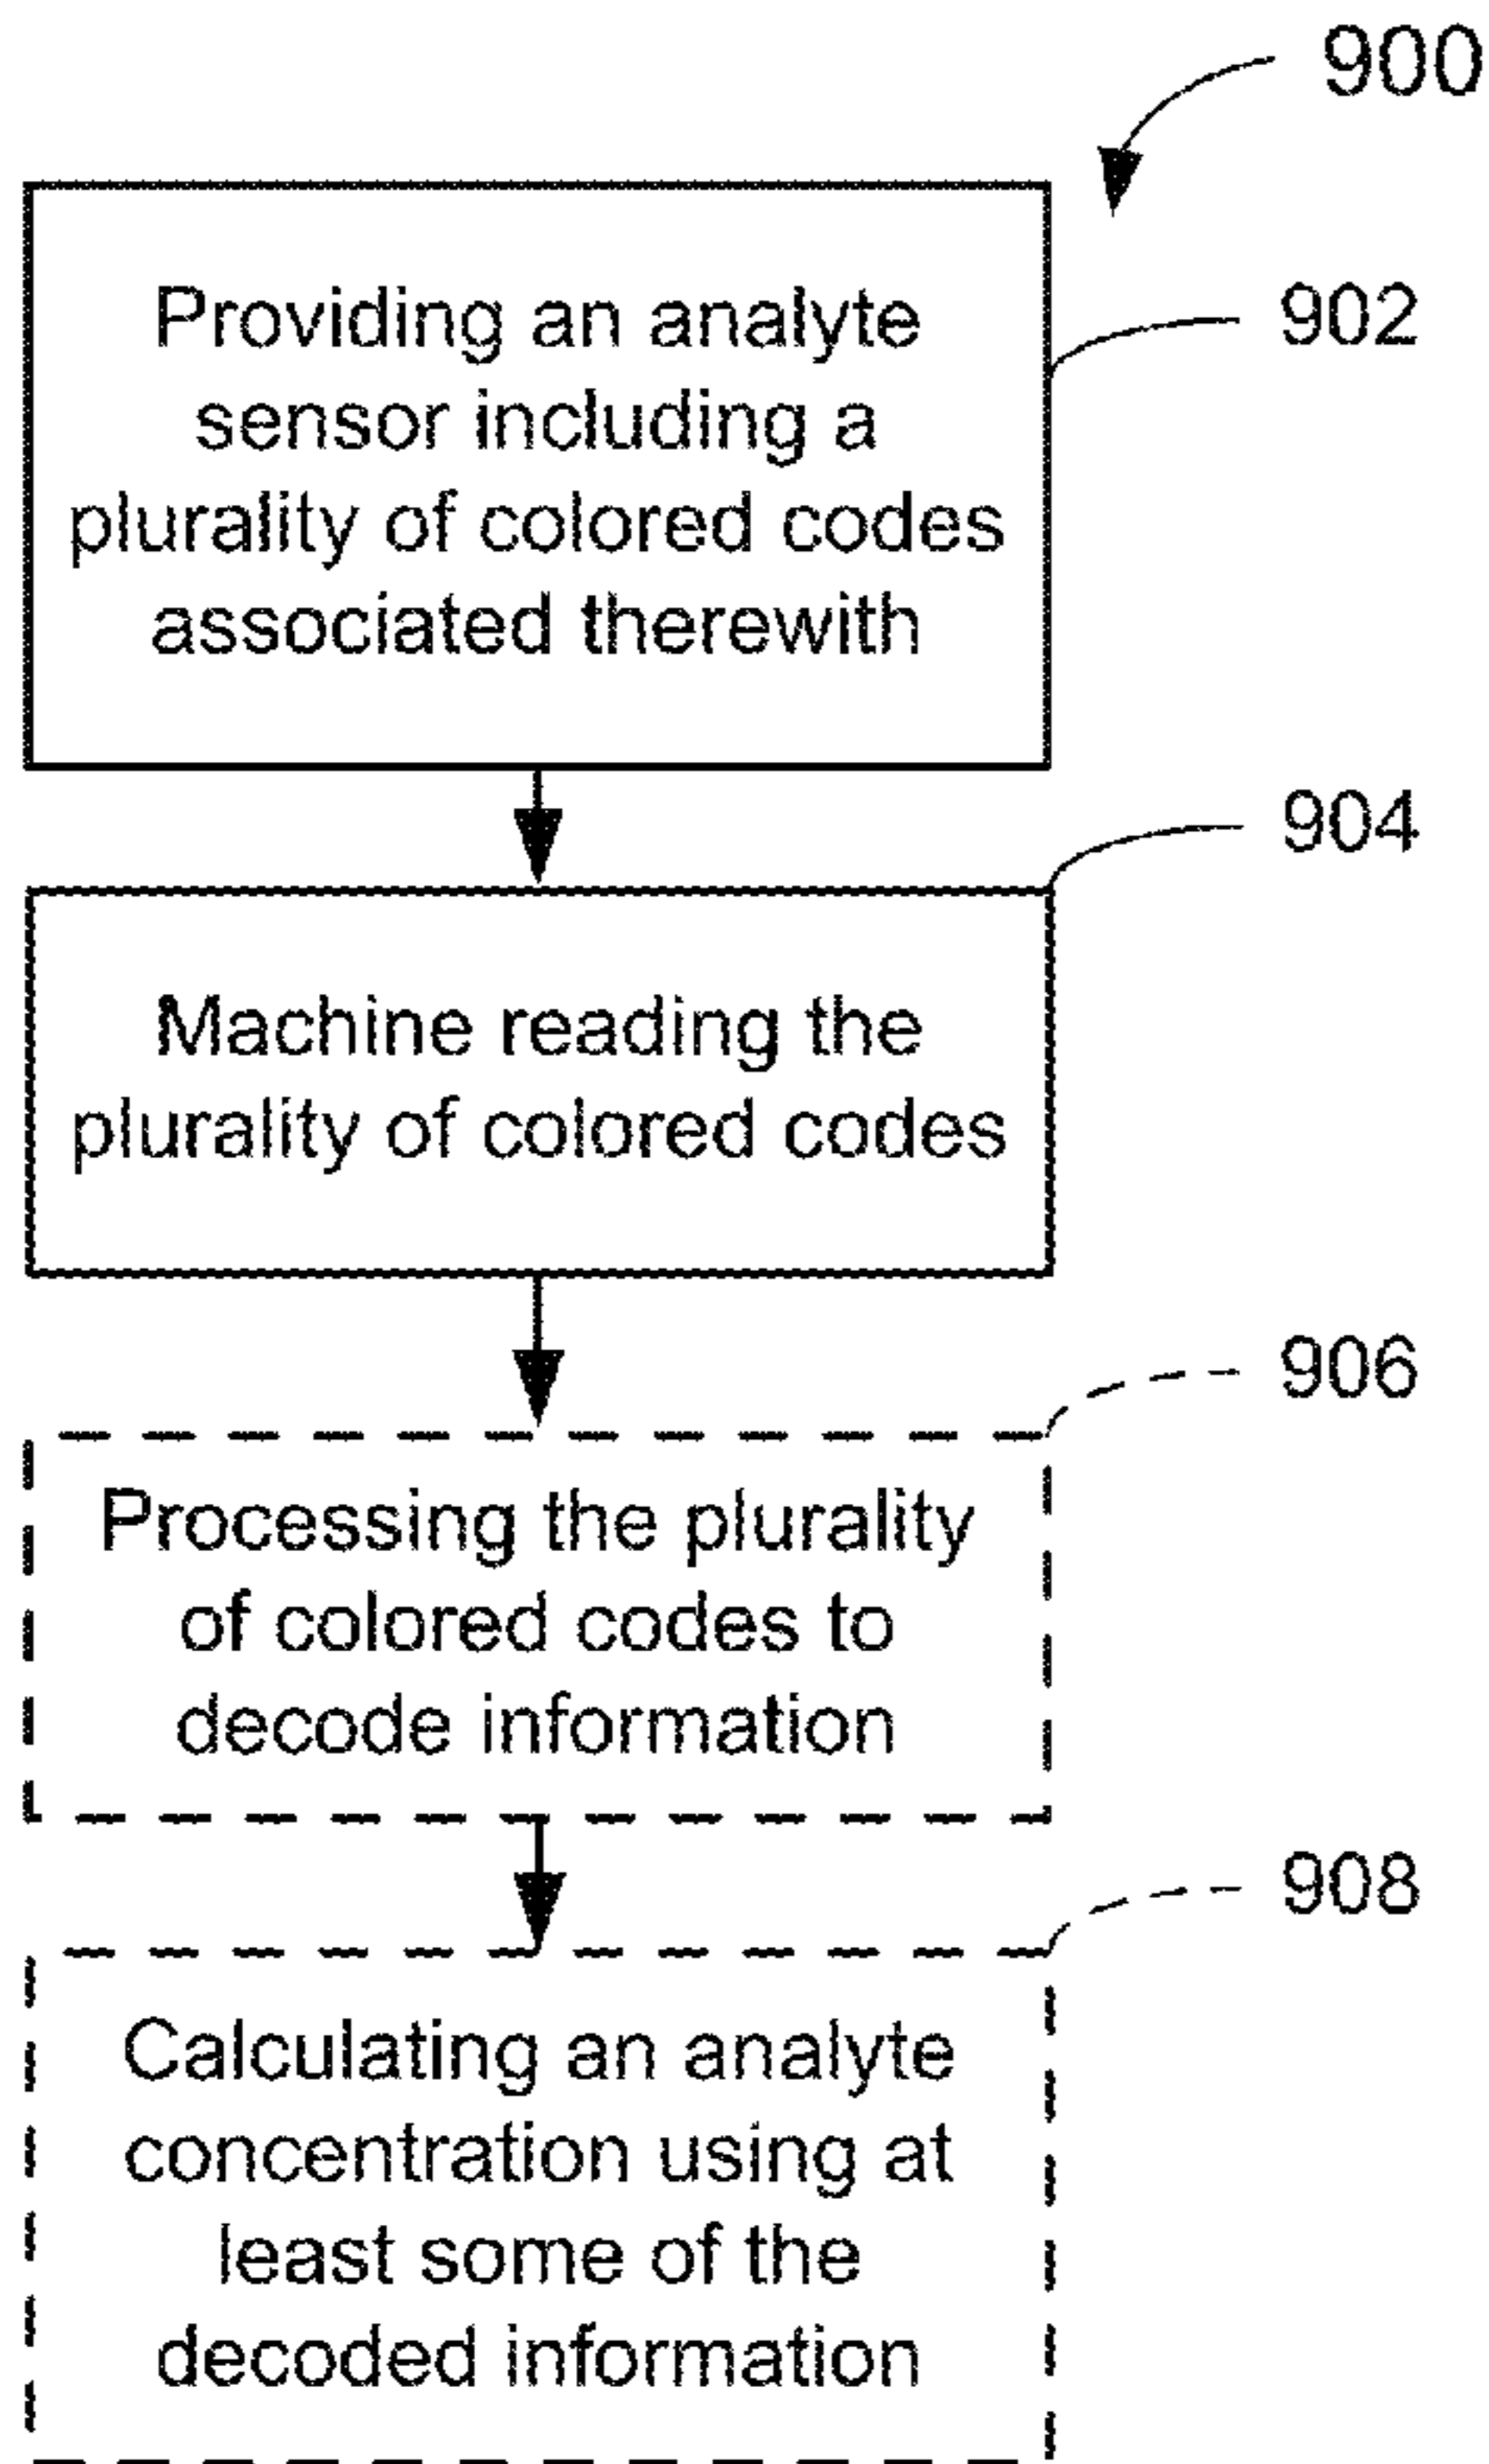 900
Providing an analyte
sensor including a
plurality of colored codes
associated therewith
902
Machine reading the
plurality of colored codes
904
Processing the plurality
of colored codes to
decode information
906
Calculating an analyte
concentration using at
least some of the
decoded information
908